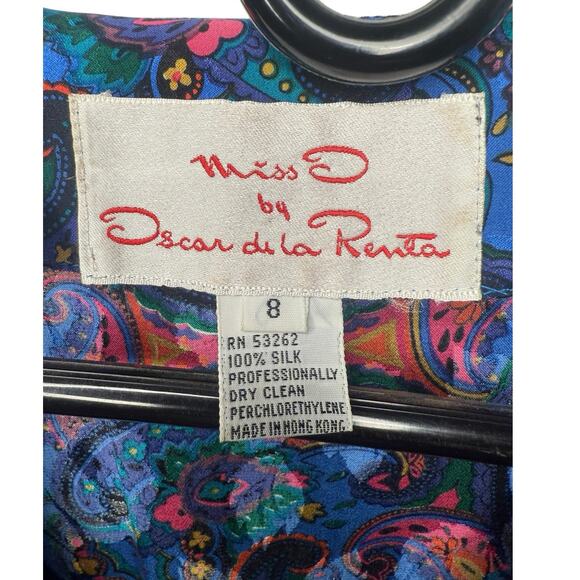 Miss O
by
Oscar de la Renta
8
RN 53262
100% SILK
PROFESSIONALLY
DRY CLEAN
PERCHLORETHYLENE
MADE IN HONG KONG